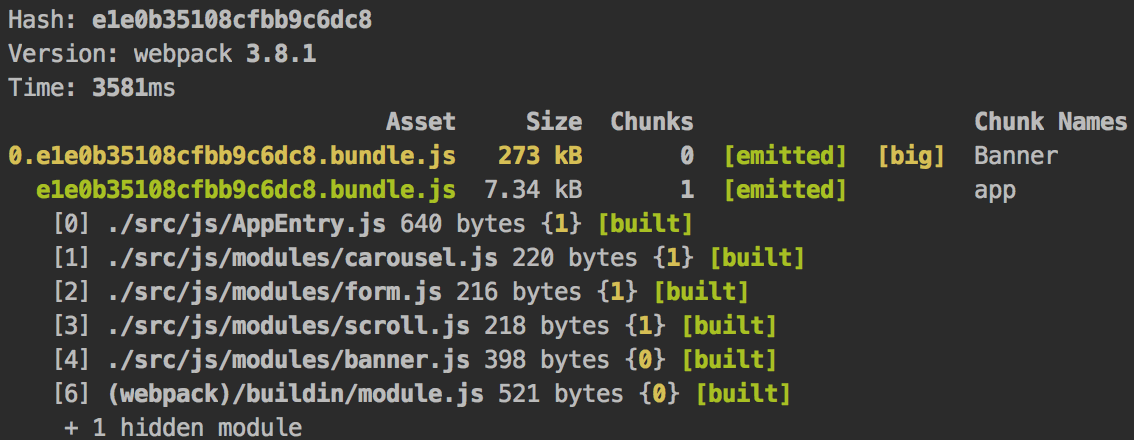 Hash: e1e0b35108cfbb9c6dc8
Version: webpack 3.8.1
Time: 3581ms
Asset Size Chunks Chunk Names
0.e1e0b35108cfbb9c6dc8.bundle.js 273 kB 0 [emitted] [big] Banner
e1e0b35108cfbb9c6dc8.bundle.js 7.34 kB 1 [emitted] app
[0] ./src/js/AppEntry.js 640 bytes {1} [built]
[1] ./src/js/modules/carousel.js 220 bytes {1} [built]
[2] ./src/js/modules/form.js 216 bytes {1} [built]
[3] ./src/js/modules/scroll.js 218 bytes {1} [built]
[4] ./src/js/modules/banner.js 398 bytes {0} [built]
[6] (webpack)/buildin/module.js 521 bytes {0} [built]
+ 1 hidden module